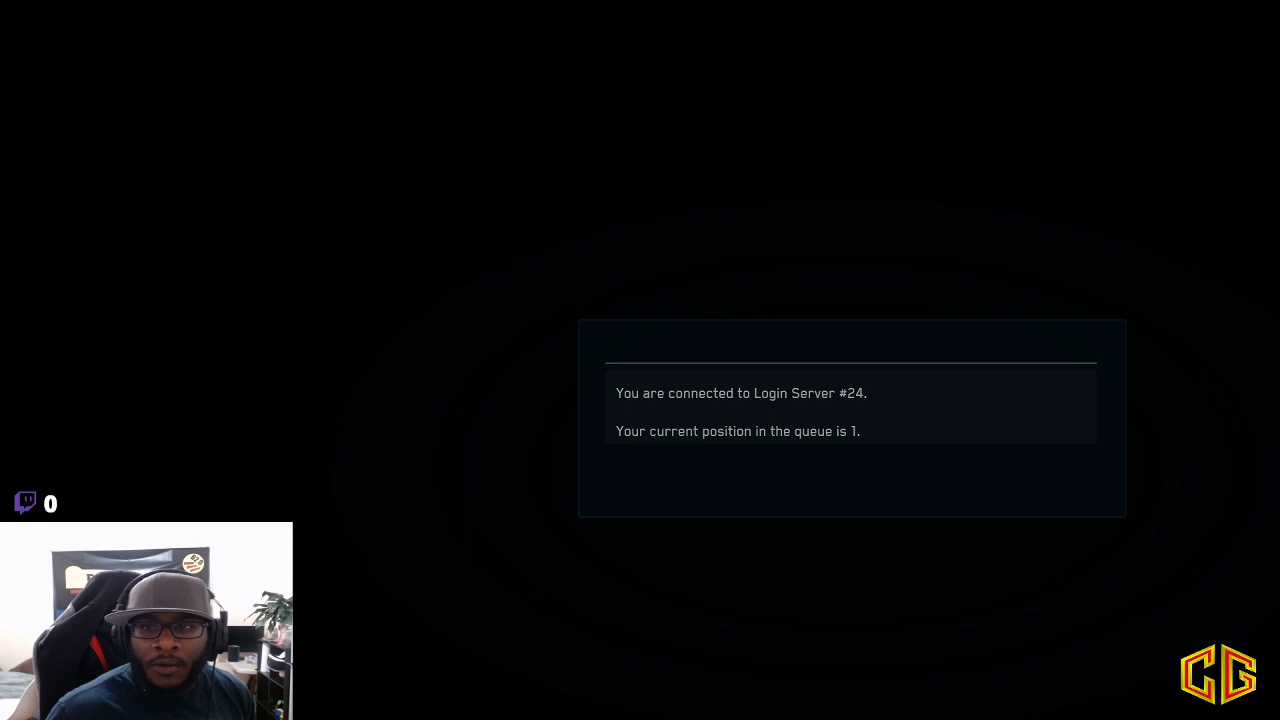 You are connected to Login Server #24.
Your current position in the queue is 1.
0
CG